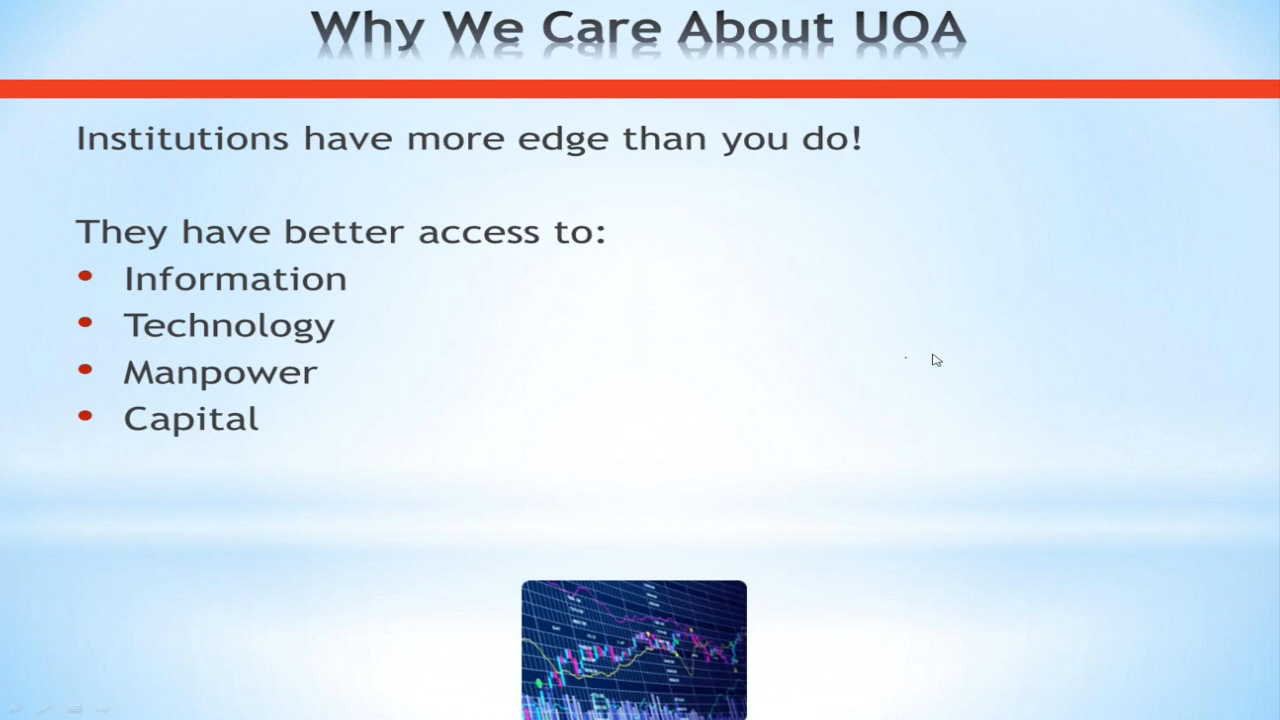 Why We Care About UOA
Institutions have more edge than you do!
They have better access to:
• Information
• Technology
• Manpower
• Capital